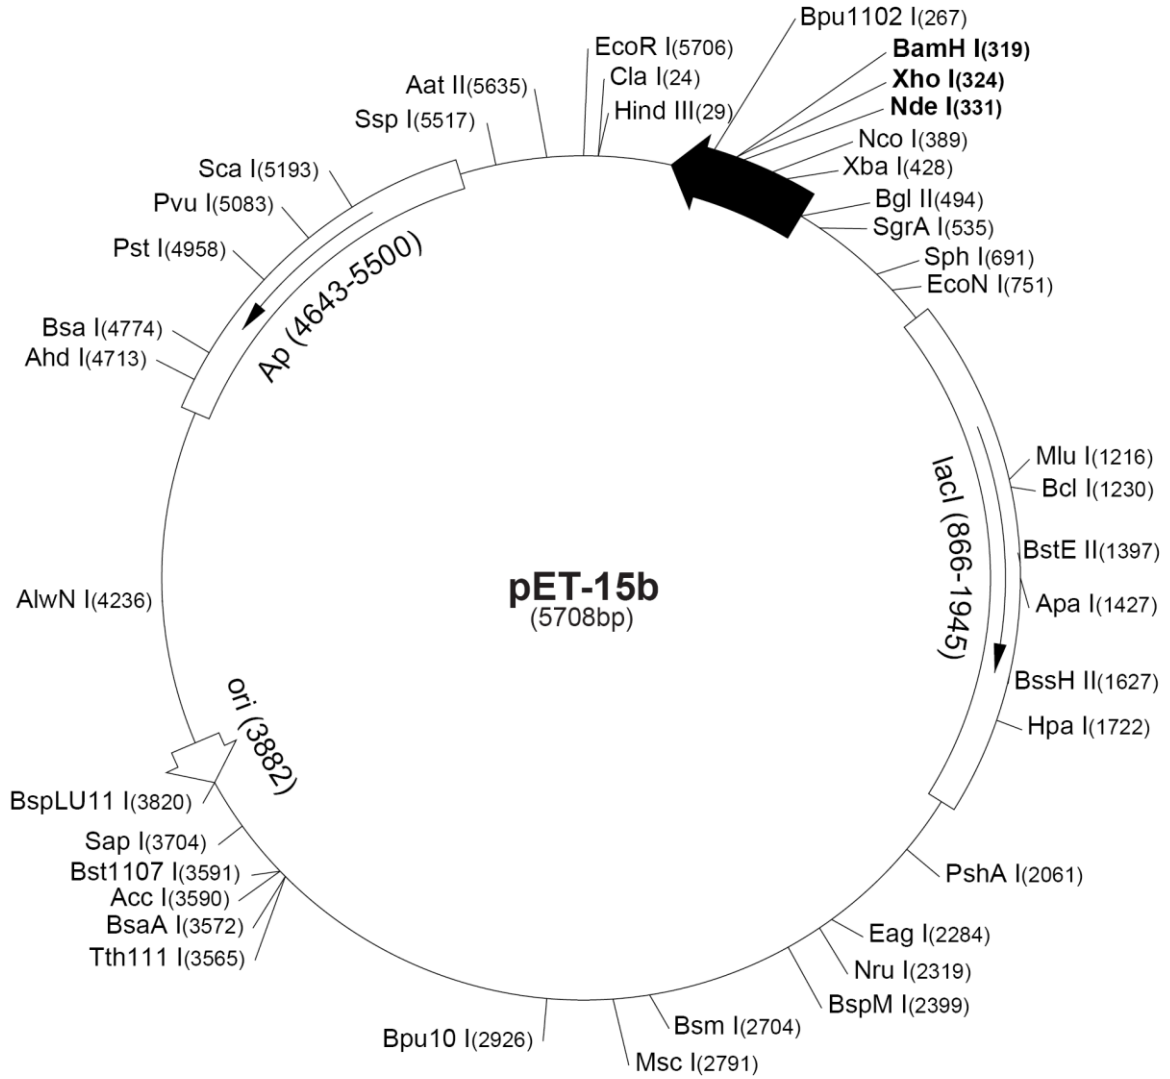 EcoR I(5706)
Cla I(24)
Hind III(29)
Bpu1102 I(267)
BamH I(319)
Xho I(324)
Nde I(331)
Nco I(389)
Xba I(428)
Bgl II(494)
SgrA I(535)
Sph I(691)
EcoN I(751)
lacI (866-1945)
Mlu I(1216)
Bcl I(1230)
BstE II(1397)
Apa I(1427)
BssH II(1627)
Hpa I(1722)
PshA I(2061)
Eag I(2284)
Nru I(2319)
BspM I(2399)
Bsm I(2704)
Msc I(2791)
Bpu10 I(2926)
Tth111 I(3565)
BsaA I(3572)
Acc I(3590)
Bst1107 I(3591)
Sap I(3704)
BspLU11 I(3820)
ori (3882)
AlwN I(4236)
Ahd I(4713)
Bsa I(4774)
Ap (4643-5500)
Pst I(4958)
Pvu I(5083)
Sca I(5193)
Ssp I(5517)
Aat II(5635)
pET-15b
(5708bp)